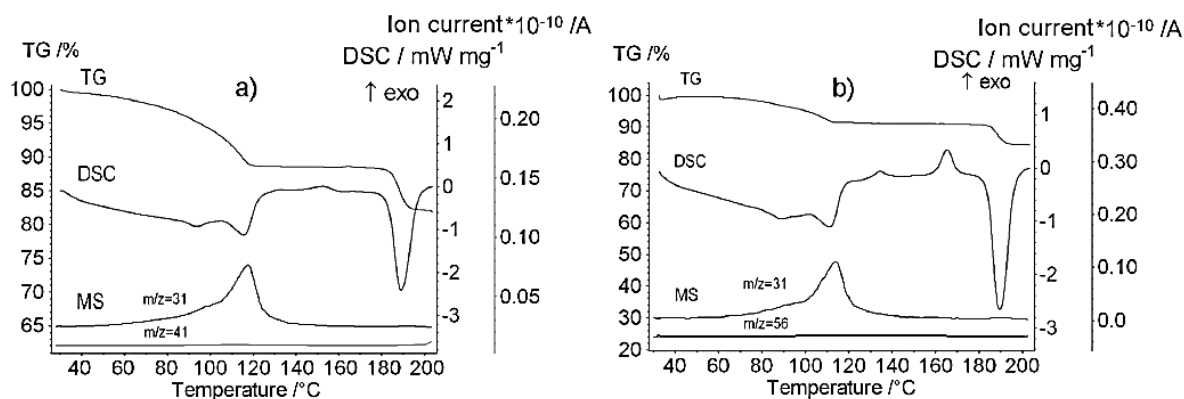 Ion current*10⁻¹⁰ /A
TG /%
DSC / mW mg⁻¹
TG
a)
↑ exo
100
95
90
85
80
75
70
65
DSC
MS
m/z=31
m/z=41
2
1
0
-1
-2
-3
0.20
0.15
0.10
0.05
40 60 80 100 120 140 160 180 200
Temperature /°C
Ion current*10⁻¹⁰ /A
TG /%
DSC / mW mg⁻¹
TG
b)
↑ exo
100
90
80
70
60
50
40
30
20
DSC
MS
m/z=31
m/z=56
1
0
-1
-2
-3
0.40
0.30
0.20
0.10
0.0
40 60 80 100 120 140 160 180 200
Temperature /°C